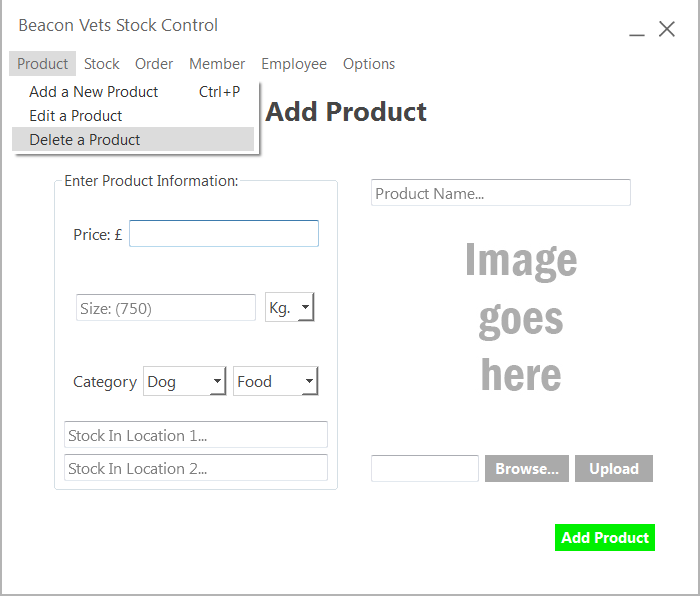 Beacon Vets Stock Control
Product Stock Order Member Employee Options
Add a New Product Ctrl+P
Edit a Product
Delete a Product
Add Product
Enter Product Information:
Product Name...
Price: £
Image
goes
here
Size: (750) Kg.
Category Dog Food
Stock In Location 1...
Stock In Location 2...
Browse... Upload
Add Product